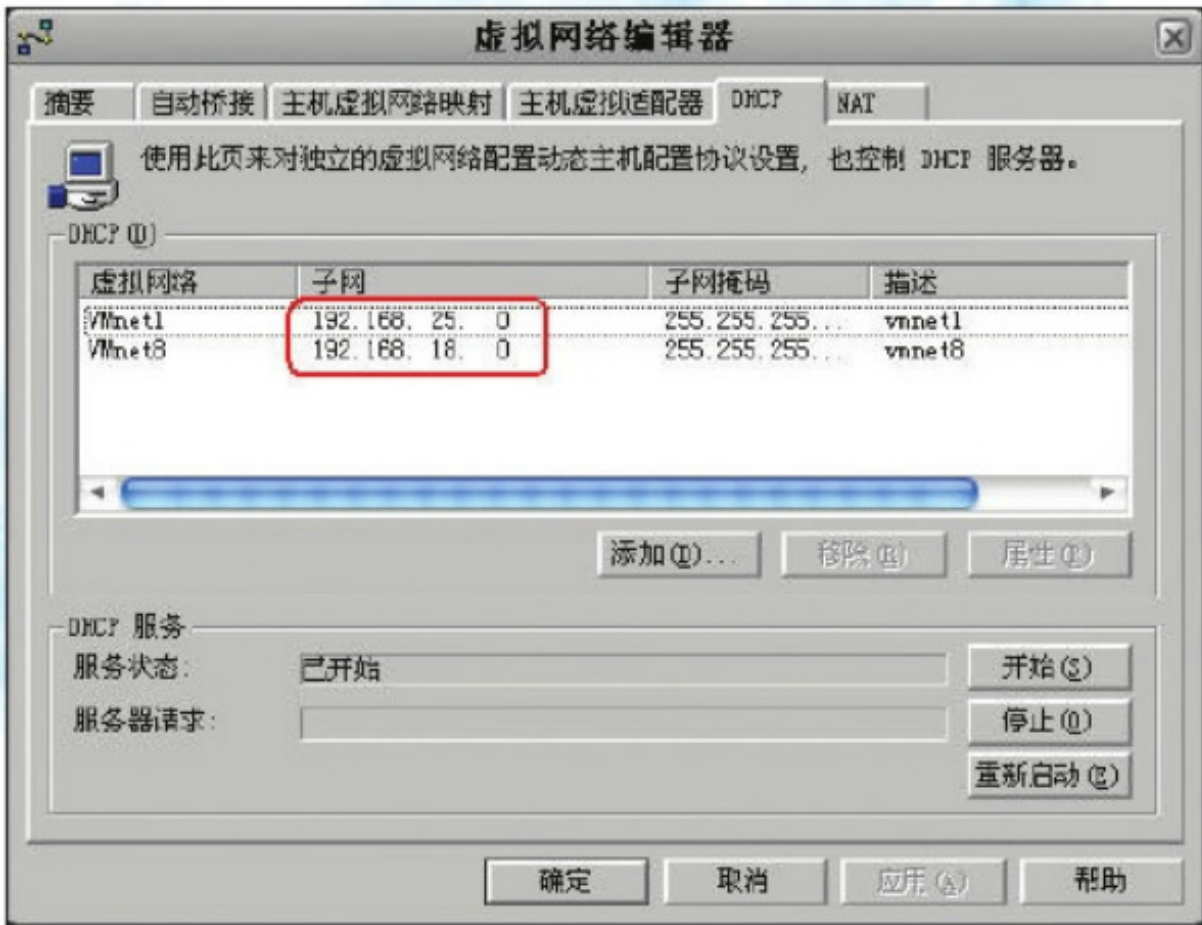 虚拟网络编辑器
摘要 自动桥接 主机虚拟网络映射 主机虚拟适配器 DHCP NAT
使用此页来对独立的虚拟网络配置动态主机配置协议设置, 也控制 DHCP 服务器。
DHCP(D)
虚拟网络 子网 子网掩码 描述
VMnet1 192.168. 25. 0 255.255.255... vmnet1
VMnet8 192.168. 18. 0 255.255.255... vmnet8
添加(D)... 移除(R) 属性(P)
DHCP 服务
服务状态: 已开始 开始(S)
服务器请求: 停止(O)
重新启动(E)
确定 取消 应用(A) 帮助